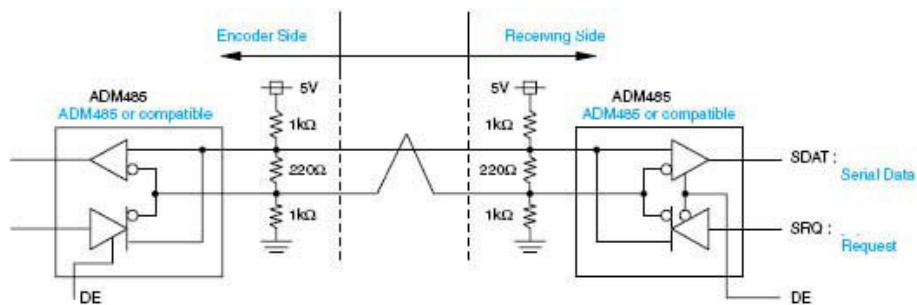 Encoder Side
Receiving Side
5V
5V
ADM485
ADM485 or compatible
ADM485
ADM485 or compatible
1kΩ
1kΩ
220Ω
220Ω
1kΩ
1kΩ
SDAT :
Serial Data
SRQ :
Request
DE
DE